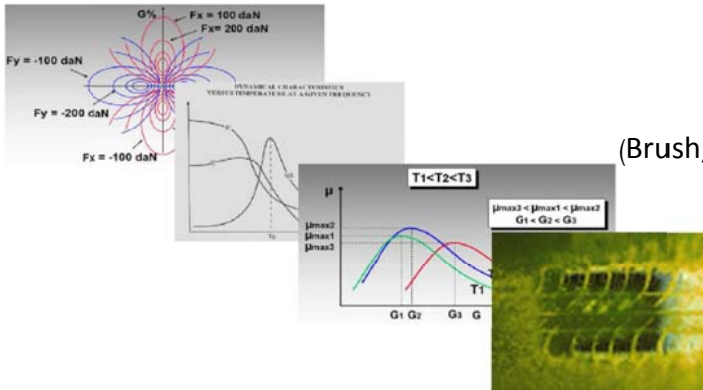 G%
Fx = 100 daN
Fx= 200 daN
Fy = -100 daN
Fy = -200 daN
Fx = -100 daN
DYNAMICAL CHARACTERISTICS
VERSUS TEMPERATURE AT A GIVEN FREQUENCY
(Brush,
T1<T2<T3
µ
µmax3 < µmax1 < µmax2
G1 < G2 < G3
µmax2
µmax1
µmax3
T1
G1 G2 G3 G